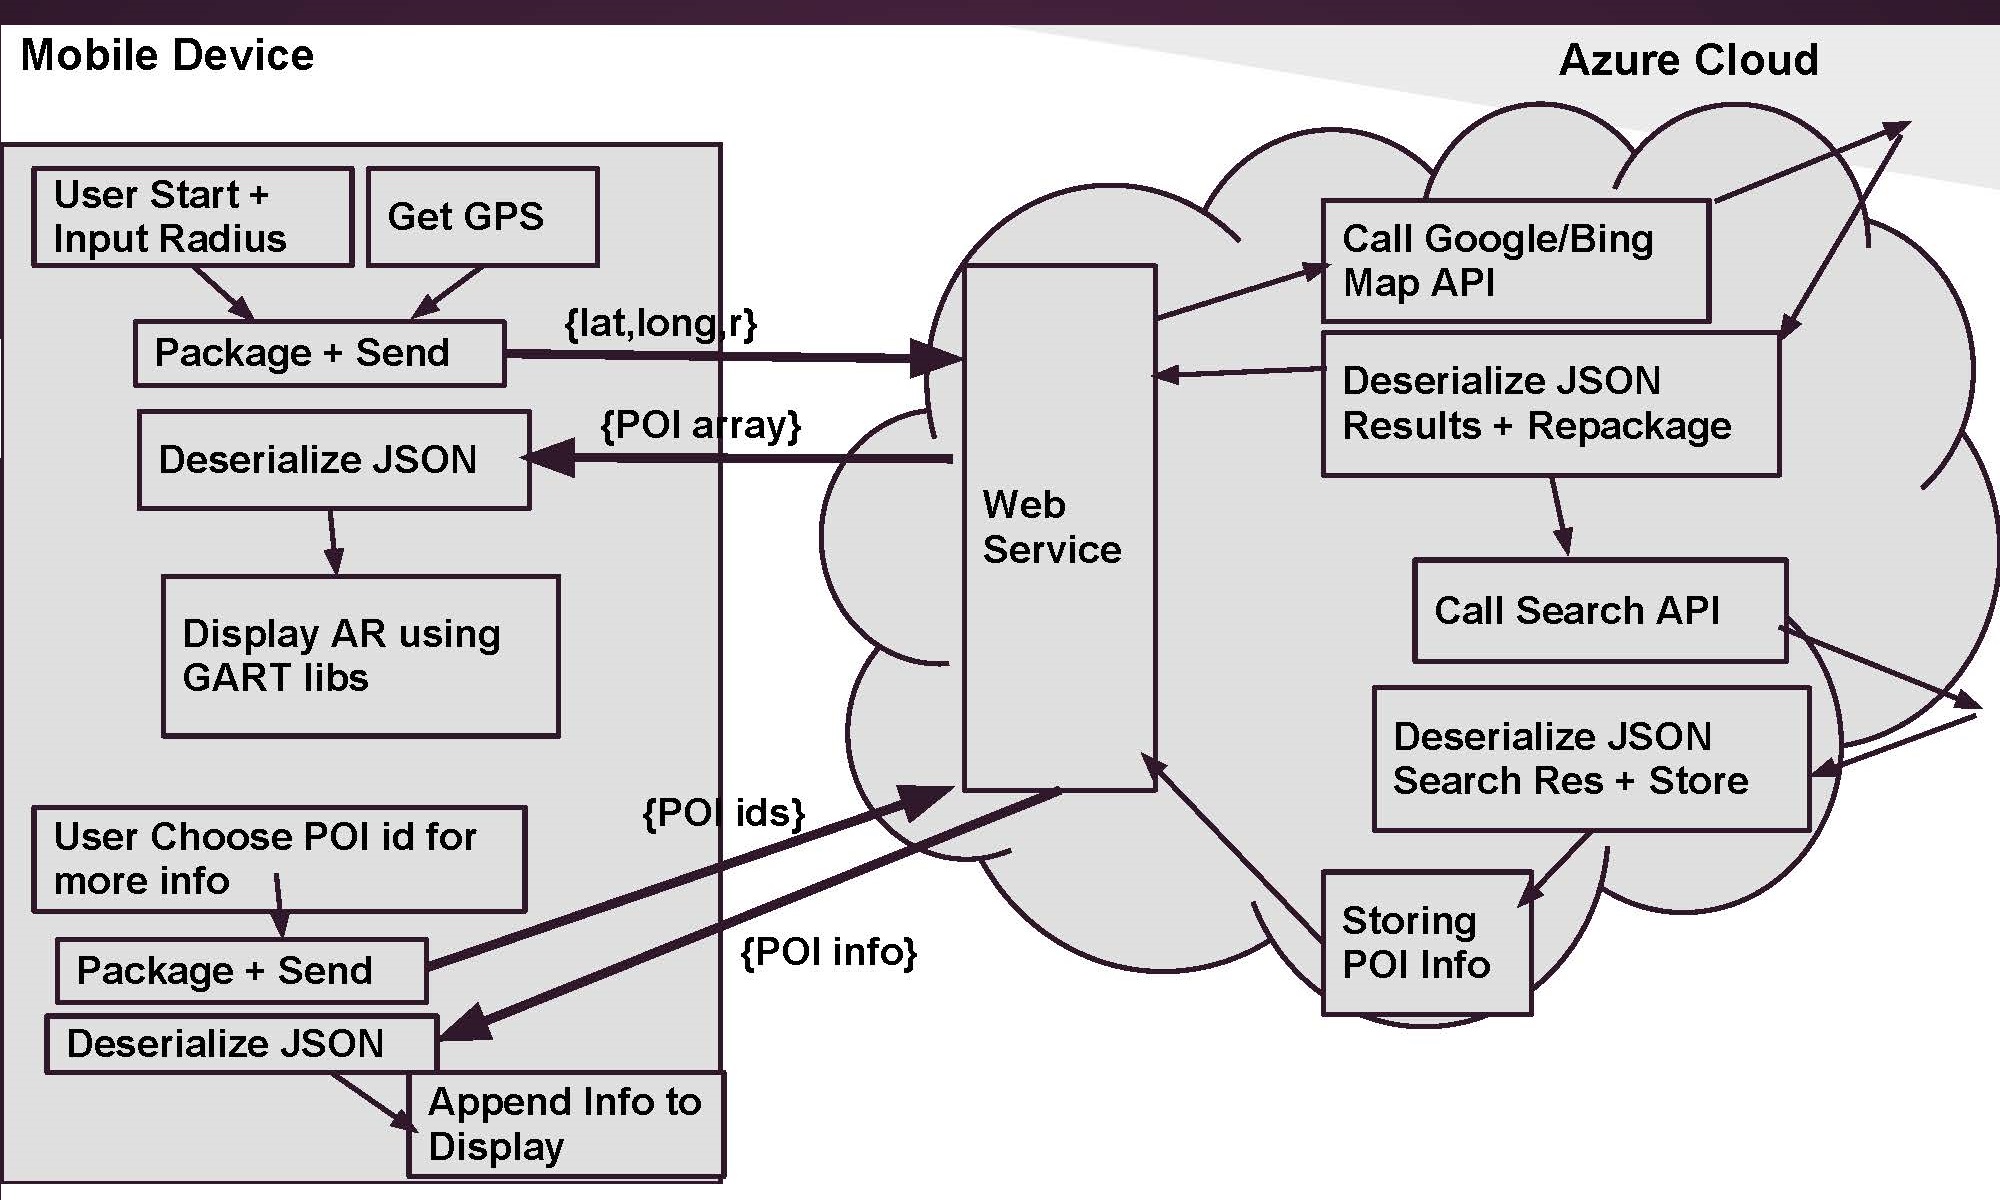 Mobile Device
Azure Cloud
User Start +
Input Radius
Get GPS
Package + Send
{lat,long,r}
Deserialize JSON
{POI array}
Display AR using
GART libs
User Choose POI id for
more info
Package + Send
{POI ids}
Deserialize JSON
{POI info}
Append Info to
Display
Web
Service
Call Google/Bing
Map API
Deserialize JSON
Results + Repackage
Call Search API
Deserialize JSON
Search Res + Store
Storing
POI Info